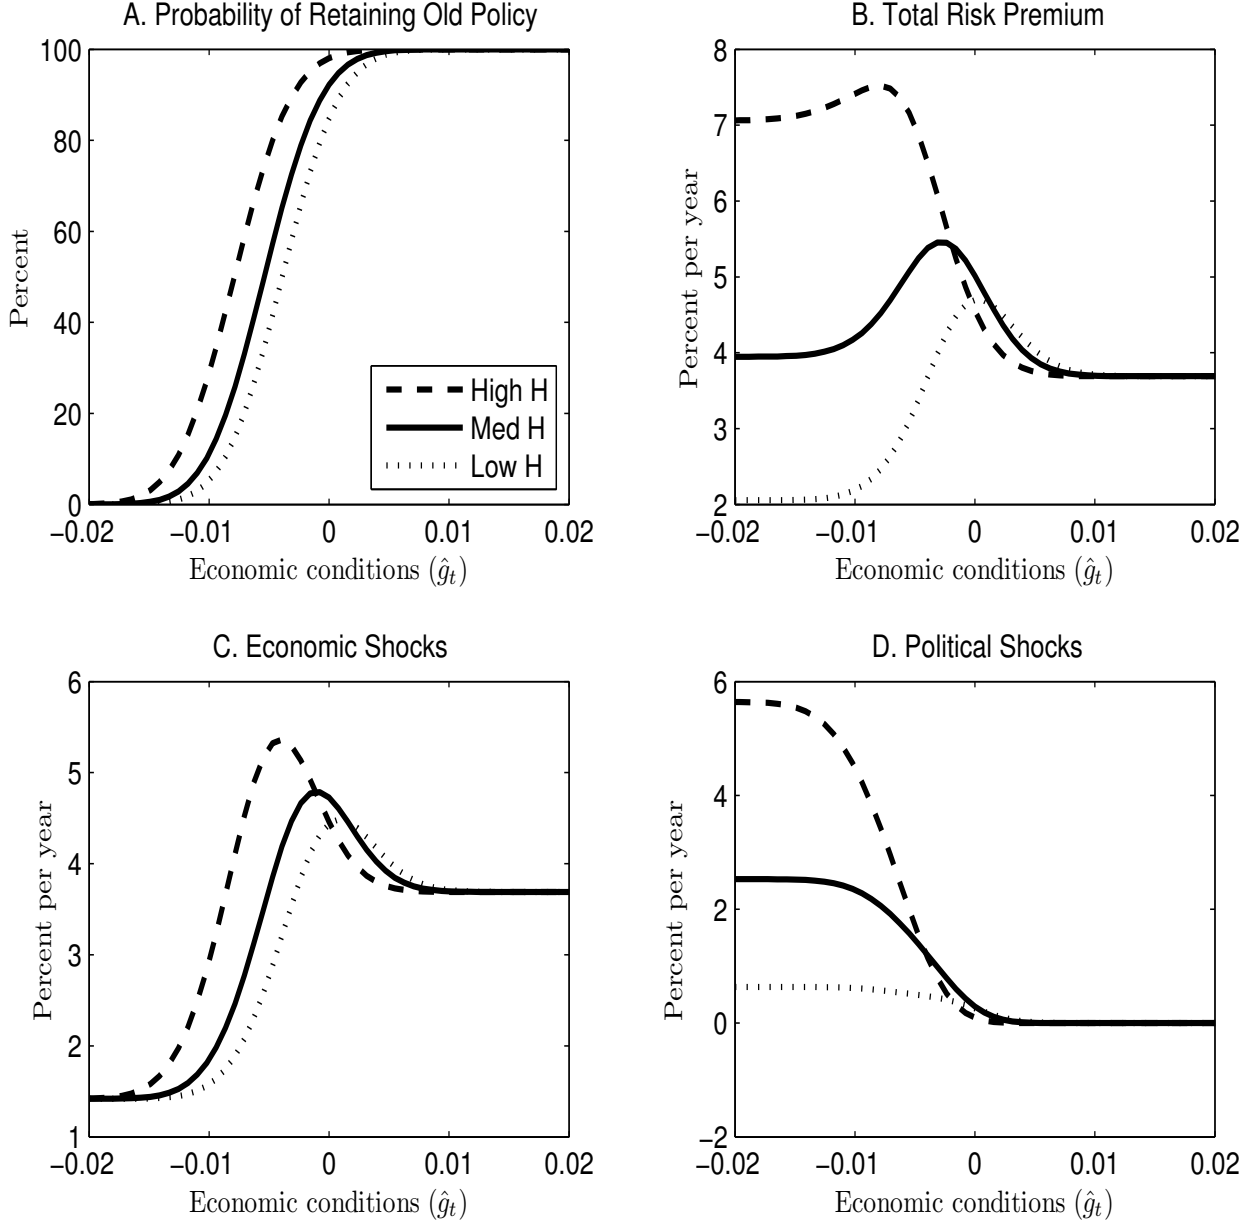 A. Probability of Retaining Old Policy
Percent
100
80
60
40
20
0
−0.02 −0.01 0 0.01 0.02
Economic conditions (ĝt)
High H
Med H
Low H
B. Total Risk Premium
Percent per year
8
7
6
5
4
3
2
−0.02 −0.01 0 0.01 0.02
Economic conditions (ĝt)
C. Economic Shocks
Percent per year
6
5
4
3
2
1
−0.02 −0.01 0 0.01 0.02
Economic conditions (ĝt)
D. Political Shocks
Percent per year
6
4
2
0
−2
−0.02 −0.01 0 0.01 0.02
Economic conditions (ĝt)